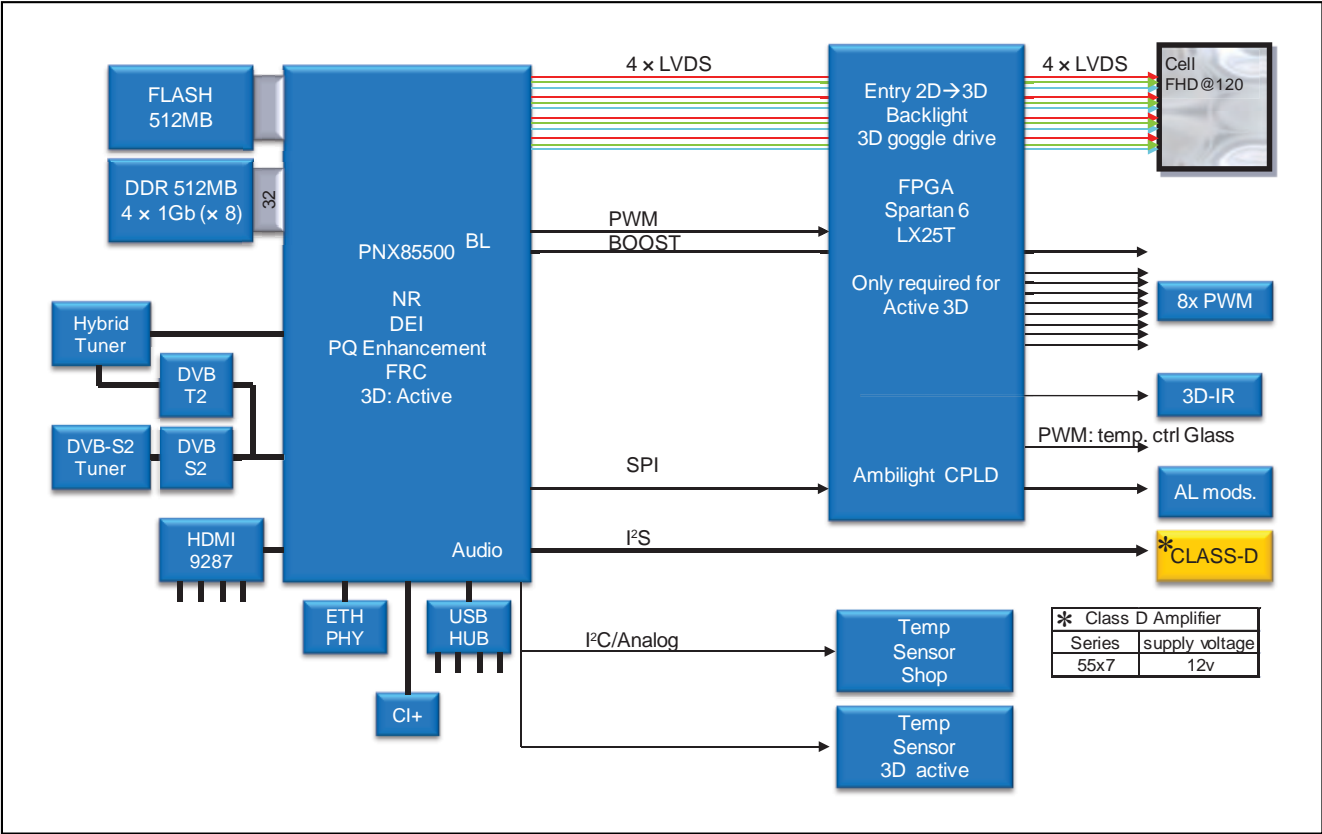 4 × LVDS
4 × LVDS
Cell
FHD@120
FLASH
512MB
DDR 512MB
4 × 1Gb (× 8)
32
Entry 2D→3D
Backlight
3D goggle drive
FPGA
Spartan 6
LX25T
Only required for
Active 3D
Ambilight CPLD
PNX85500
BL
NR
DEI
PQ Enhancement
FRC
3D: Active
Audio
PWM
BOOST
8x PWM
Hybrid
Tuner
DVB
T2
DVB-S2
Tuner
DVB
S2
3D-IR
PWM: temp. ctrl Glass
SPI
AL mods.
I²S
*CLASS-D
HDMI
9287
ETH
PHY
USB
HUB
CI+
I²C/Analog
Temp
Sensor
Shop
Temp
Sensor
3D active
* Class D Amplifier
Series supply voltage
55x7 12v